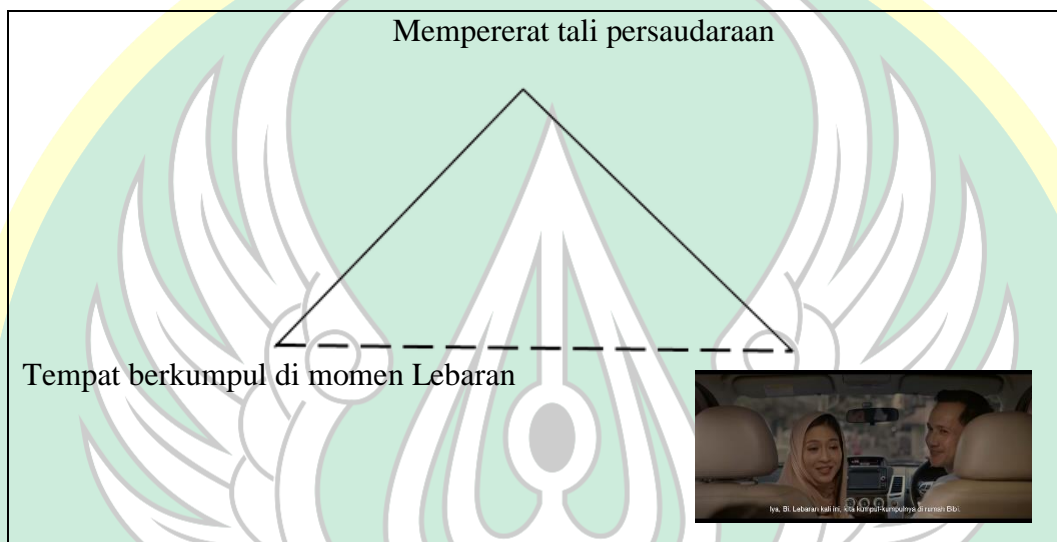 Mempererat tali persaudaraan
Tempat berkumpul di momen Lebaran
Iya, Bi. Lebaran kali ini, kita kumpul-kumpulnya di rumah Bibi.